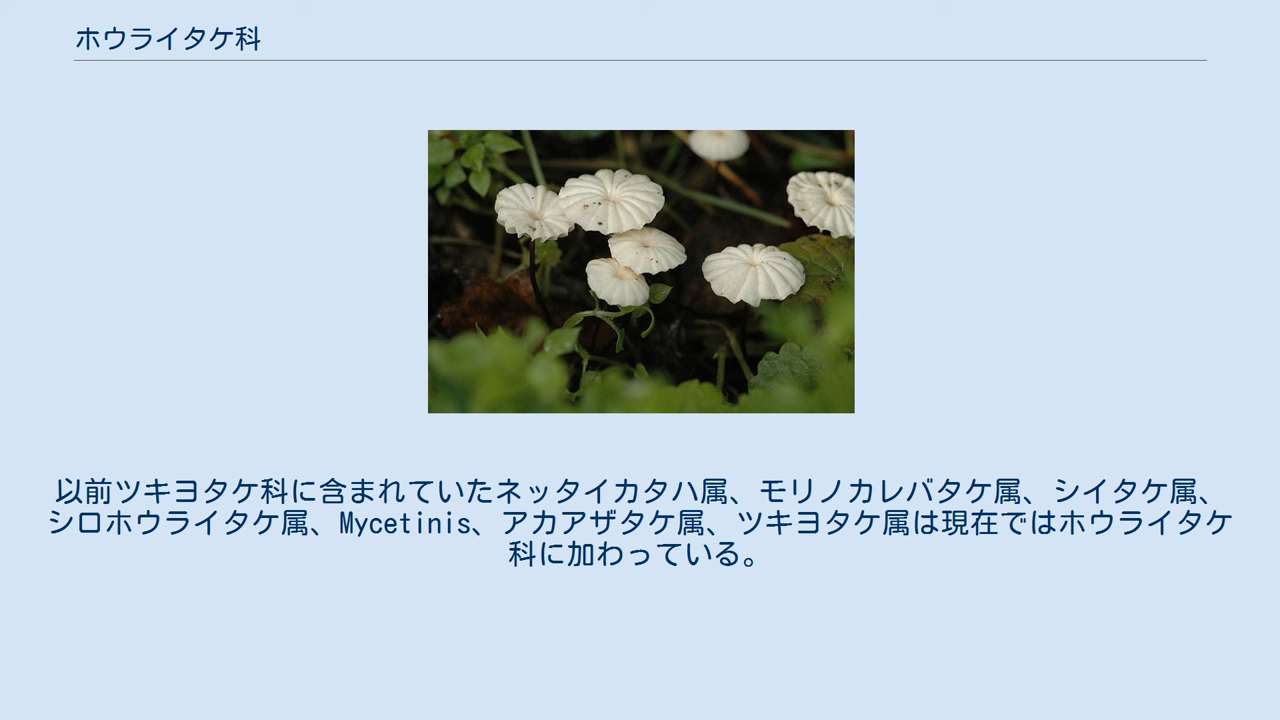 ホウライタケ科
以前ツキヨタケ科に含まれていたネッタイカタハ属、モリノカレバタケ属、シイタケ属、
シロホウライタケ属、Mycetinis、アカアザタケ属、ツキヨタケ属は現在ではホウライタケ
科に加わっている。